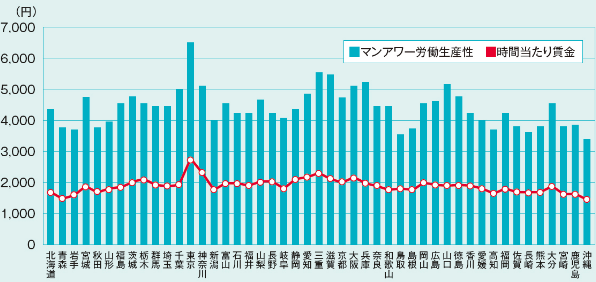 (円)
7,000
6,000
5,000
4,000
3,000
2,000
1,000
0
マンアワー労働生産性 時間当たり賃金
北海道 青森 岩手 宮城 秋田 山形 福島 茨城 栃木 群馬 埼玉 千葉 東京 神奈川 新潟 富山 石川 福井 山梨 長野 岐阜 静岡 愛知 三重 滋賀 京都 大阪 兵庫 奈良 和歌山 鳥取 島根 岡山 広島 山口 徳島 香川 愛媛 高知 福岡 佐賀 長崎 熊本 大分 宮崎 鹿児島 沖縄